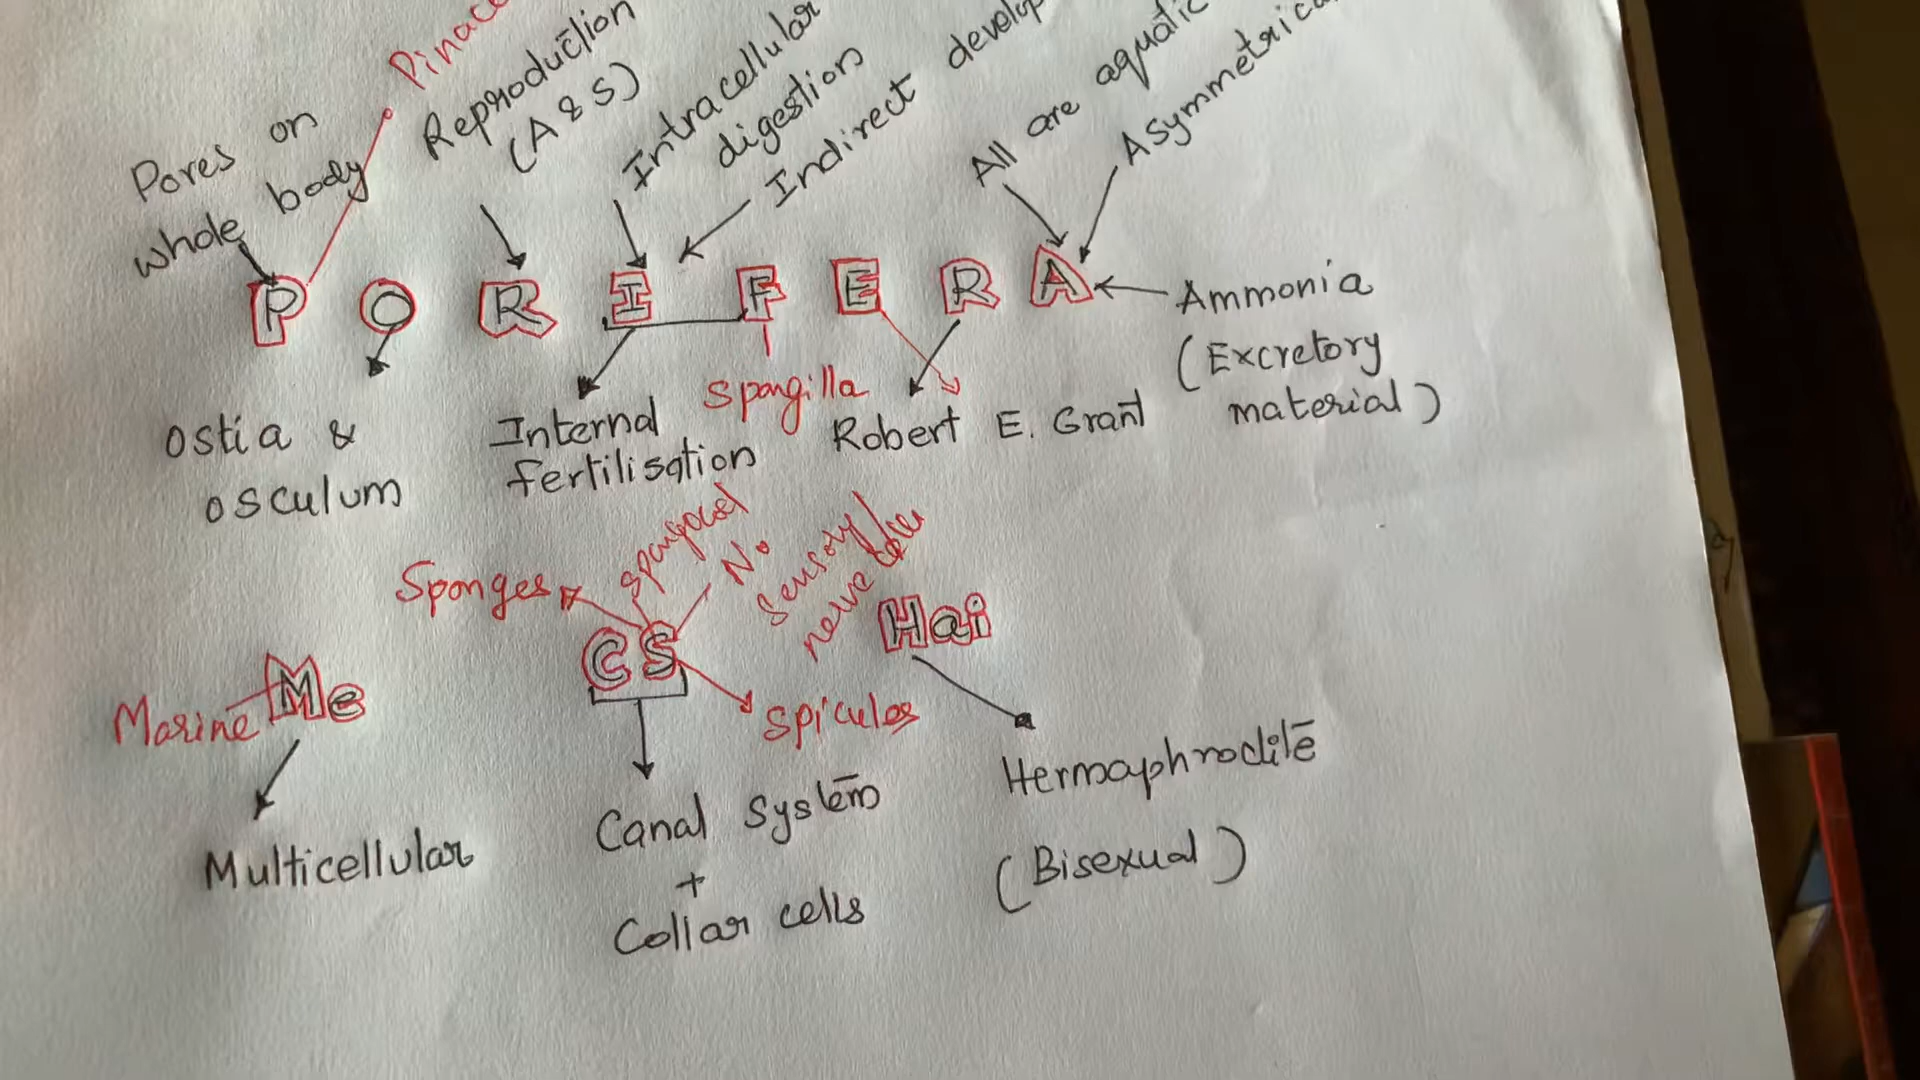 Pinac
Pores on
whole body
Reproduction
(A & S)
Intracellular
digestion
Indirect develop
All are aquatic
Asymmetrica
P O R I F E R A
Ammonia
(Excretory
material)
Ostia &
osculum
Internal
fertilisation
Spongilla
Robert E. Grant
Sponges
spongocoel
No
sensory/
nerve cells
Marine
Me
CS
Hai
Spicules
Multicellular
Canal System
+
Collar cells
Hermaphrodite
(Bisexual)